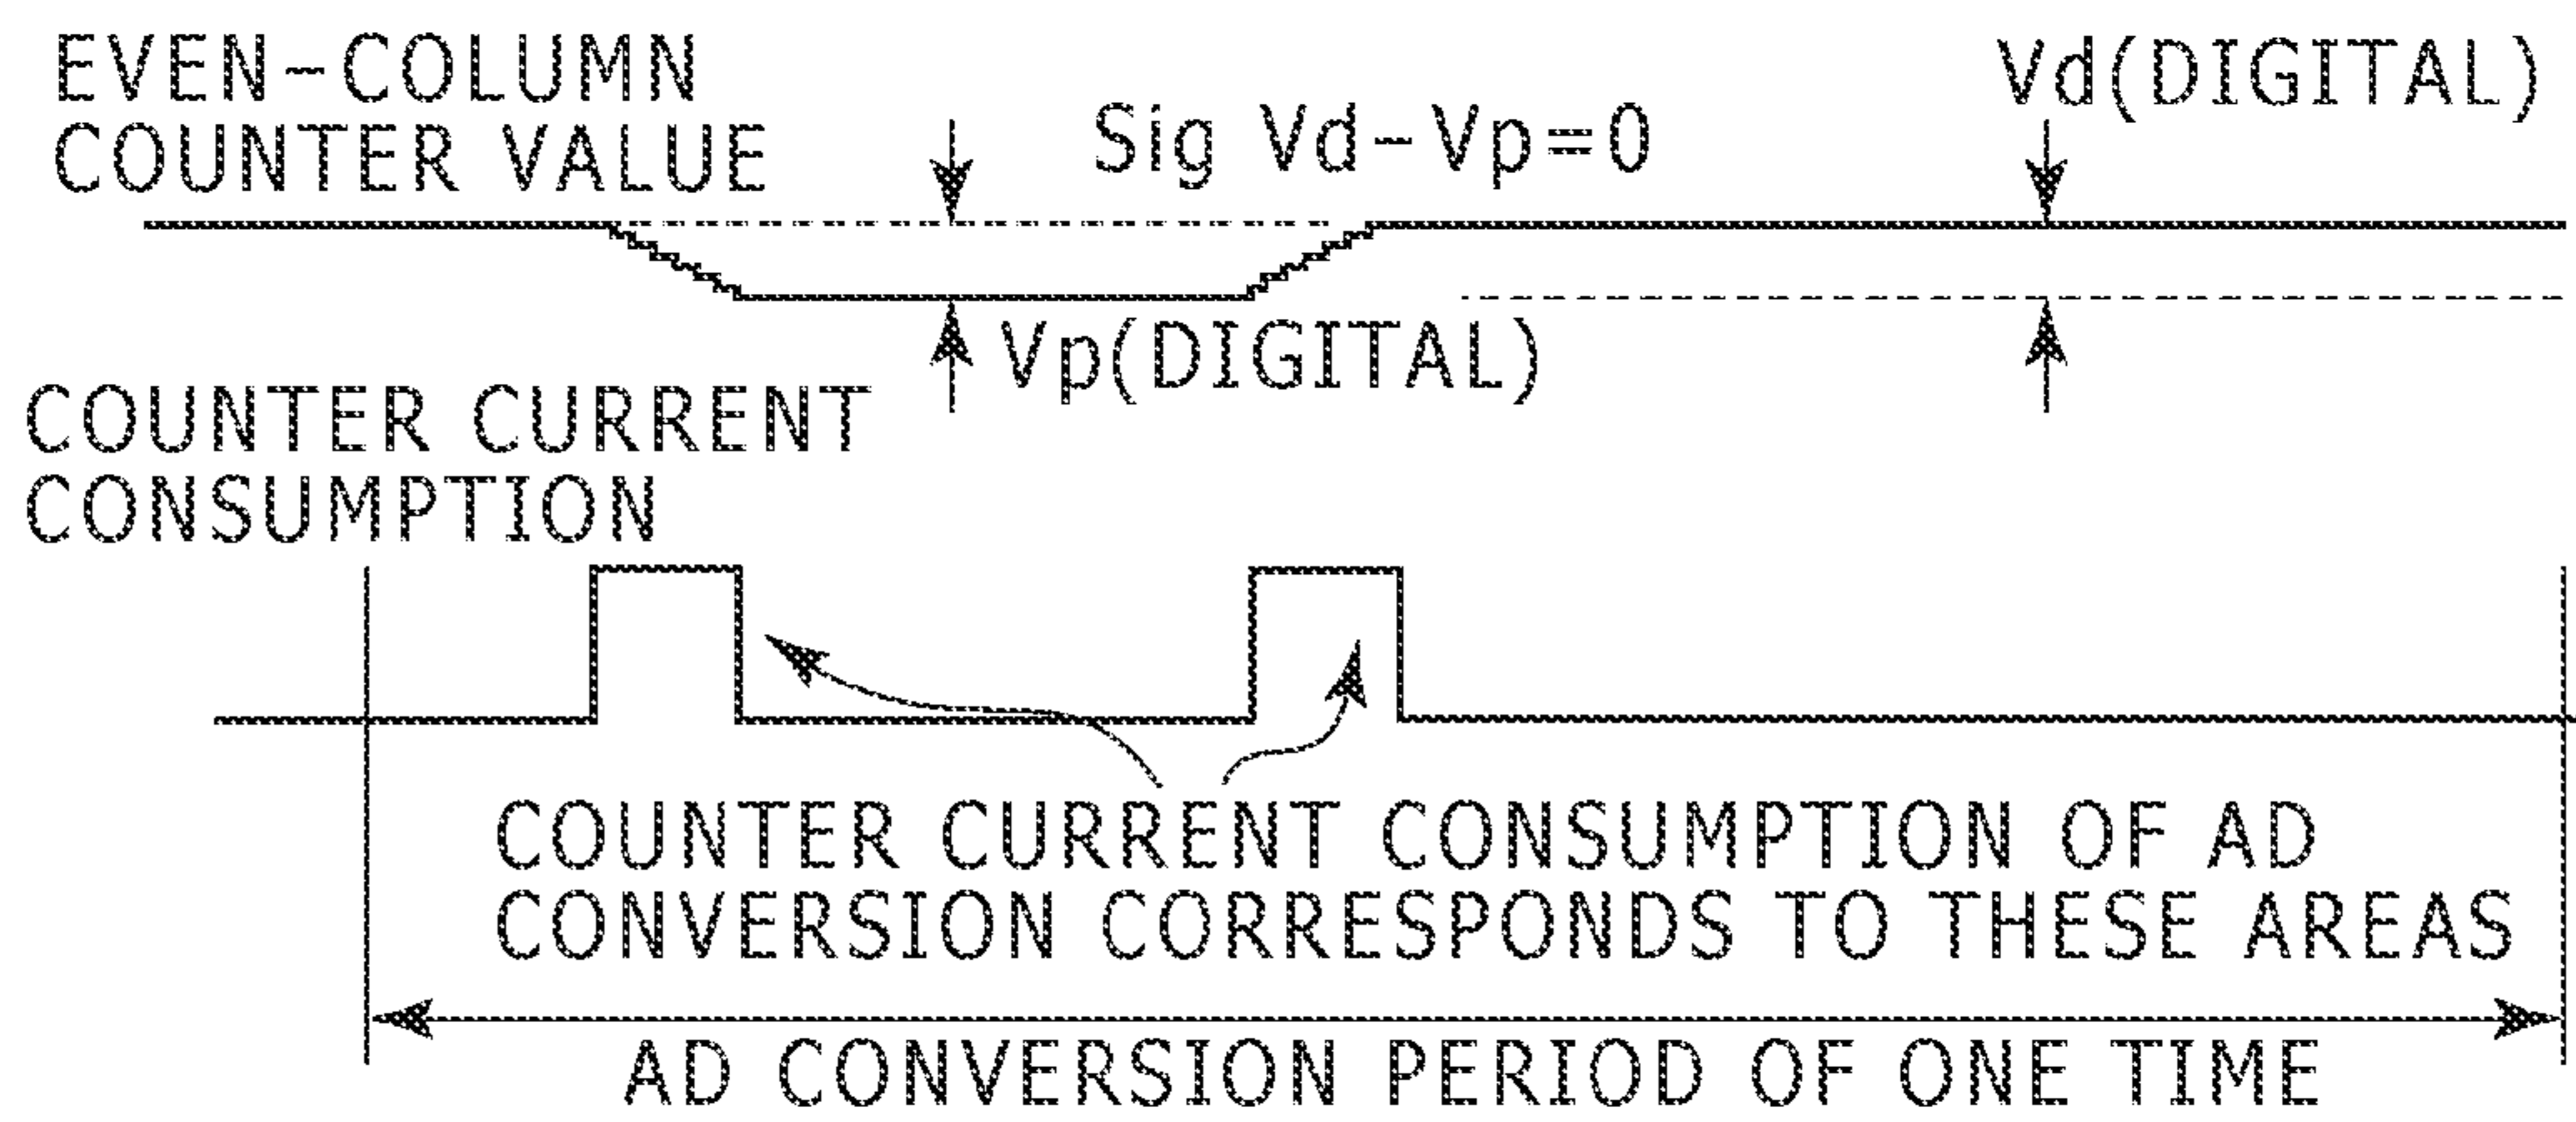 EVEN-COLUMN
COUNTER VALUE
Sig Vd-Vp=0
Vd(DIGITAL)
Vp(DIGITAL)
COUNTER CURRENT
CONSUMPTION
COUNTER CURRENT CONSUMPTION OF AD
CONVERSION CORRESPONDS TO THESE AREAS
AD CONVERSION PERIOD OF ONE TIME